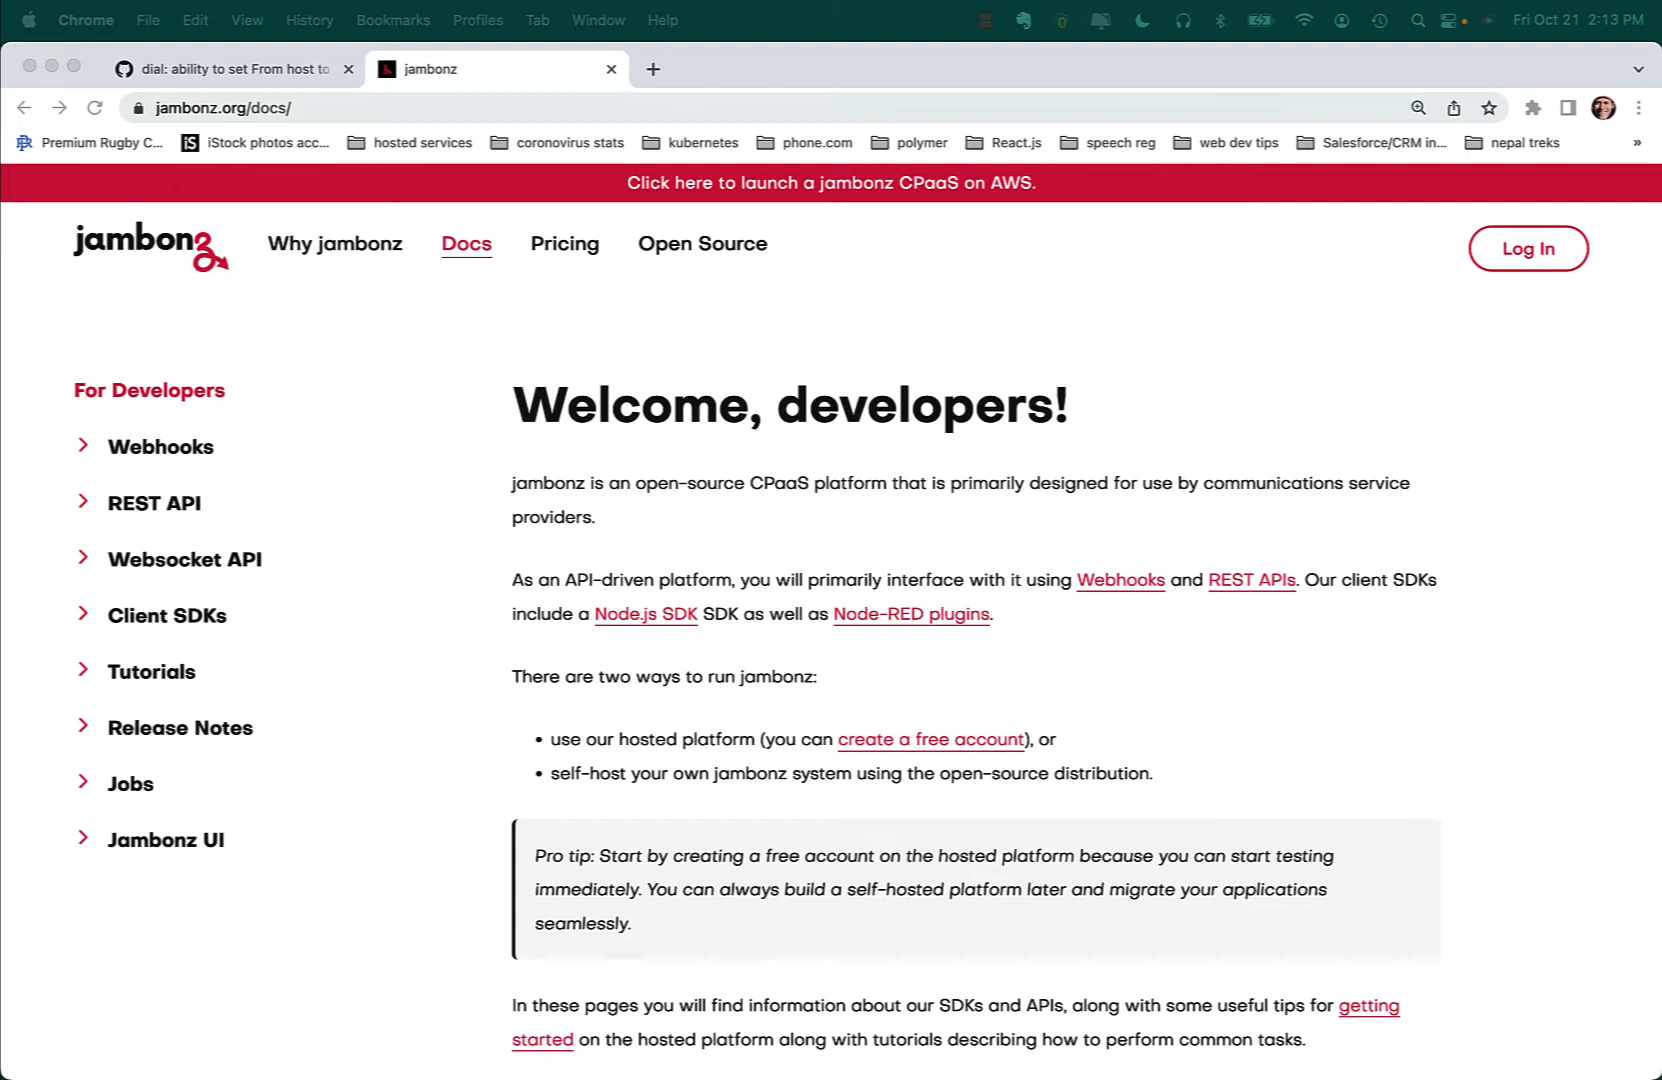 Chrome File Edit View History Bookmarks Profiles Tab Window Help Fri Oct 21 2:13 PM
dial: ability to set From host to jambonz
jambonz.org/docs/
Premium Rugby C... iS iStock photos acc... hosted services coronovirus stats kubernetes phone.com polymer React.js speech reg web dev tips Salesforce/CRM in... nepal treks »
Click here to launch a jambonz CPaaS on AWS.
jambonz Why jambonz Docs Pricing Open Source Log In
For Developers
Webhooks
REST API
Websocket API
Client SDKs
Tutorials
Release Notes
Jobs
Jambonz UI
Welcome, developers!
jambonz is an open-source CPaaS platform that is primarily designed for use by communications service
providers.
As an API-driven platform, you will primarily interface with it using Webhooks and REST APIs. Our client SDKs
include a Node.js SDK SDK as well as Node-RED plugins.
There are two ways to run jambonz:
• use our hosted platform (you can create a free account), or
• self-host your own jambonz system using the open-source distribution.
Pro tip: Start by creating a free account on the hosted platform because you can start testing
immediately. You can always build a self-hosted platform later and migrate your applications
seamlessly.
In these pages you will find information about our SDKs and APIs, along with some useful tips for getting
started on the hosted platform along with tutorials describing how to perform common tasks.